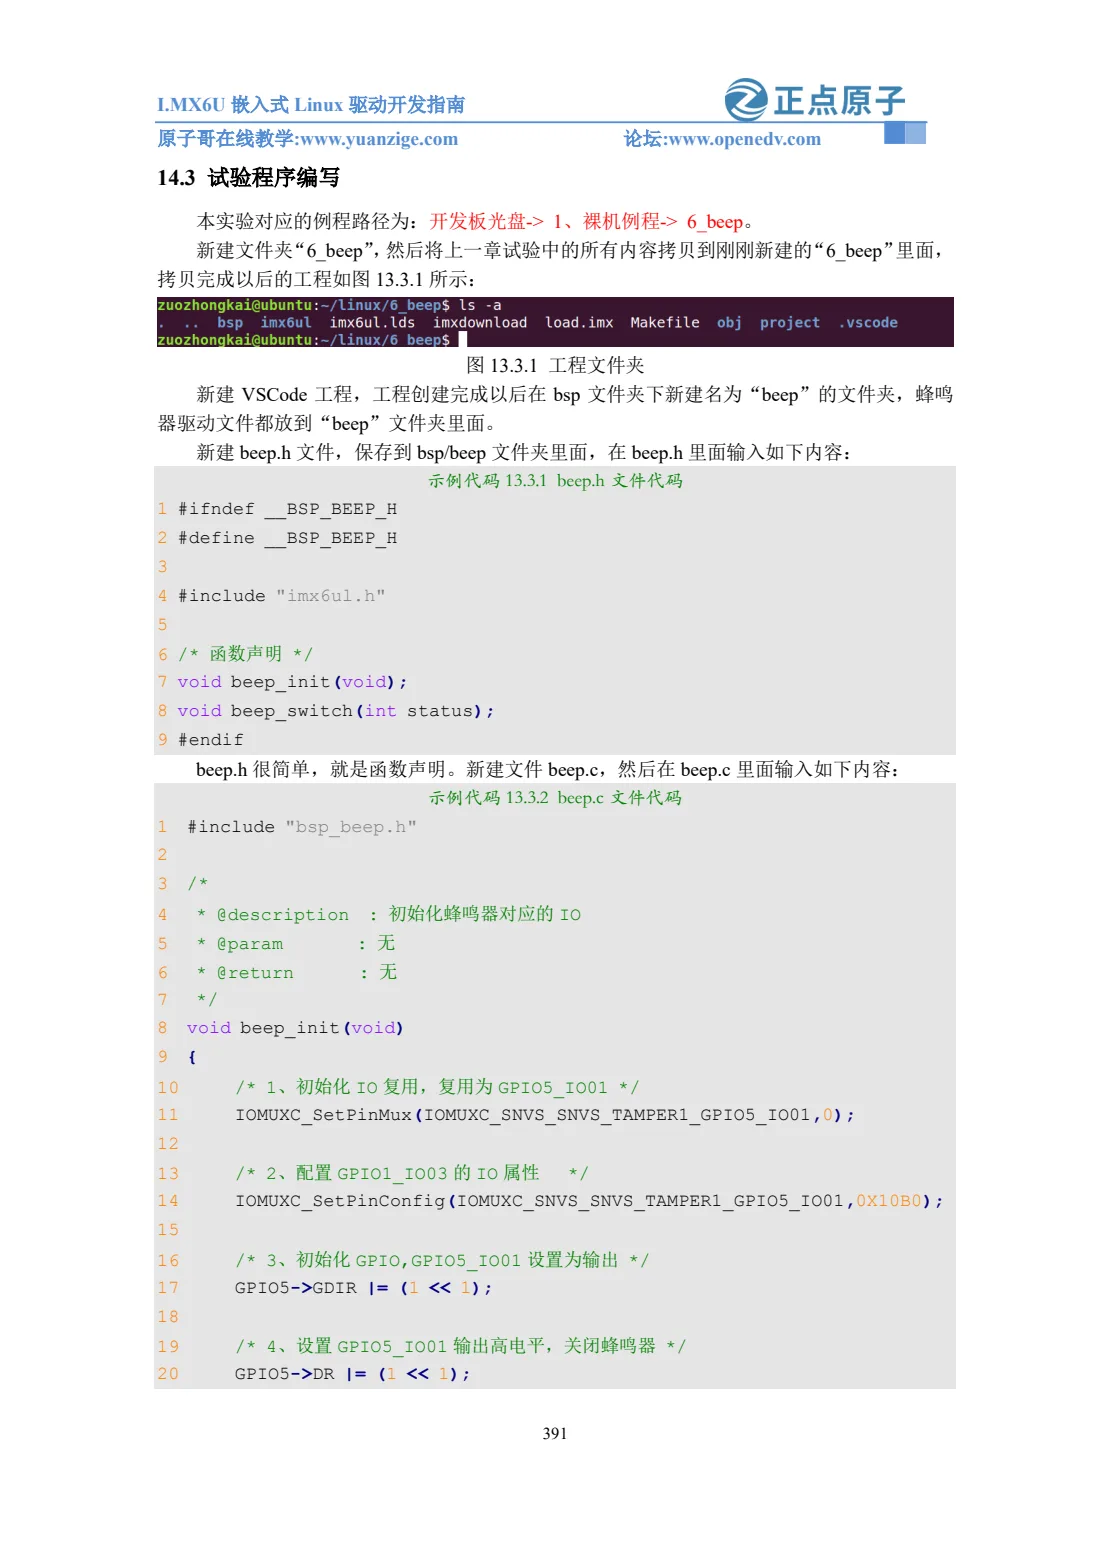 I.MX6U 嵌入式 Linux 驱动开发指南
正点原子
原子哥在线教学:www.yuanzige.com 论坛:www.openedv.com
14.3 试验程序编写
本实验对应的例程路径为：开发板光盘-> 1、裸机例程-> 6_beep。
新建文件夹“6_beep”，然后将上一章试验中的所有内容拷贝到刚刚新建的“6_beep”里面，
拷贝完成以后的工程如图 13.3.1 所示：
zuozhongkai@ubuntu:~/linux/6_beep$ ls -a
. .. bsp imx6ul imx6ul.lds imxdownload load.imx Makefile obj project .vscode
zuozhongkai@ubuntu:~/linux/6_beep$
图 13.3.1 工程文件夹
新建 VSCode 工程，工程创建完成以后在 bsp 文件夹下新建名为“beep”的文件夹，蜂鸣
器驱动文件都放到“beep”文件夹里面。
新建 beep.h 文件，保存到 bsp/beep 文件夹里面，在 beep.h 里面输入如下内容：
示例代码 13.3.1 beep.h 文件代码
1 #ifndef __BSP_BEEP_H
2 #define __BSP_BEEP_H
3
4 #include "imx6ul.h"
5
6 /* 函数声明 */
7 void beep_init(void);
8 void beep_switch(int status);
9 #endif
beep.h 很简单，就是函数声明。新建文件 beep.c，然后在 beep.c 里面输入如下内容：
示例代码 13.3.2 beep.c 文件代码
1 #include "bsp_beep.h"
2
3 /*
4 * @description : 初始化蜂鸣器对应的 IO
5 * @param : 无
6 * @return : 无
7 */
8 void beep_init(void)
9 {
10 /* 1、初始化 IO 复用，复用为 GPIO5_IO01 */
11 IOMUXC_SetPinMux(IOMUXC_SNVS_SNVS_TAMPER1_GPIO5_IO01,0);
12
13 /* 2、配置 GPIO1_IO03 的 IO 属性 */
14 IOMUXC_SetPinConfig(IOMUXC_SNVS_SNVS_TAMPER1_GPIO5_IO01,0X10B0);
15
16 /* 3、初始化 GPIO,GPIO5_IO01 设置为输出 */
17 GPIO5->GDIR |= (1 << 1);
18
19 /* 4、设置 GPIO5_IO01 输出高电平，关闭蜂鸣器 */
20 GPIO5->DR |= (1 << 1);
391